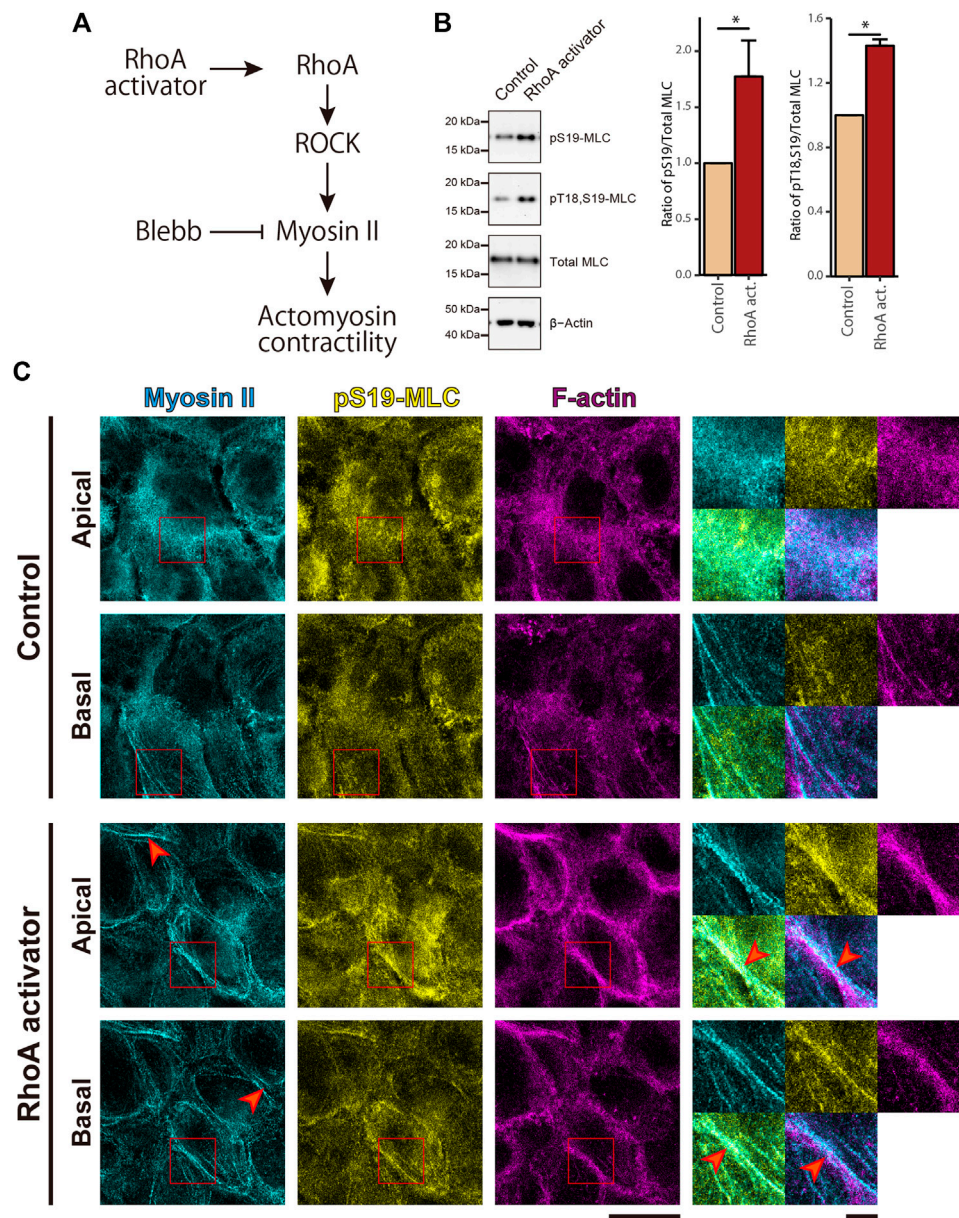 A
RhoA
activator
RhoA
ROCK
Blebb
Myosin II
Actomyosin
contractility
B
Control
RhoA activator
20 kDa
15 kDa
pS19-MLC
20 kDa
15 kDa
pT18,S19-MLC
20 kDa
15 kDa
Total MLC
50 kDa
40 kDa
β-Actin
Ratio of pS19/Total MLC
2.0
1.5
1.0
0.5
0.0
*
Control
RhoA act.
Ratio of pT18,S19/Total MLC
1.6
1.2
0.8
0.4
0.0
*
Control
RhoA act.
C
Myosin II
pS19-MLC
F-actin
Control
Apical
Basal
RhoA activator
Apical
Basal